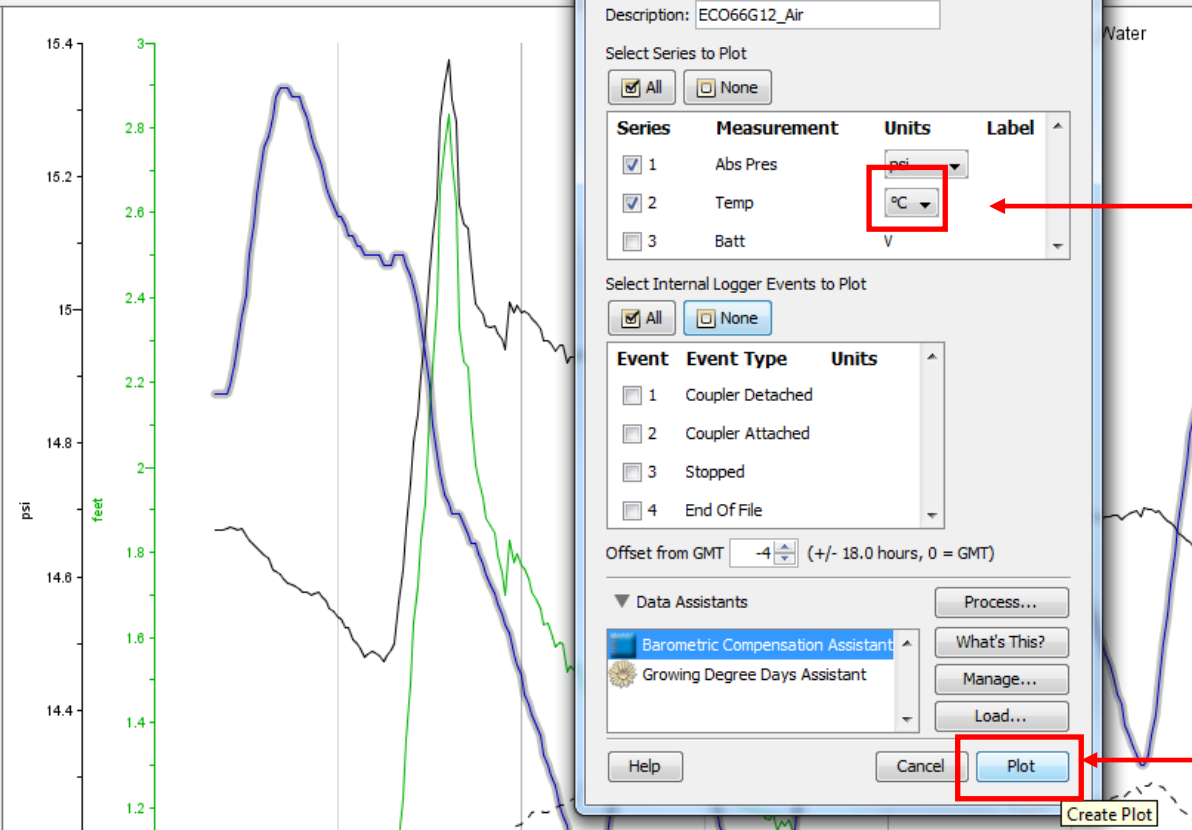 Description: ECO66G12_Air
Water
Select Series to Plot
All None
Series Measurement Units Label
1 Abs Pres psi
2 Temp °C
3 Batt V
Select Internal Logger Events to Plot
All None
Event Event Type Units
1 Coupler Detached
2 Coupler Attached
3 Stopped
4 End Of File
Offset from GMT -4 (+/- 18.0 hours, 0 = GMT)
Data Assistants
Process...
Barometric Compensation Assistant
What's This?
Growing Degree Days Assistant
Manage...
Load...
Help Cancel Plot
Create Plot
psi
15.4
15.2
15
14.8
14.6
14.4
feet
3
2.8
2.6
2.4
2.2
2
1.8
1.6
1.4
1.2